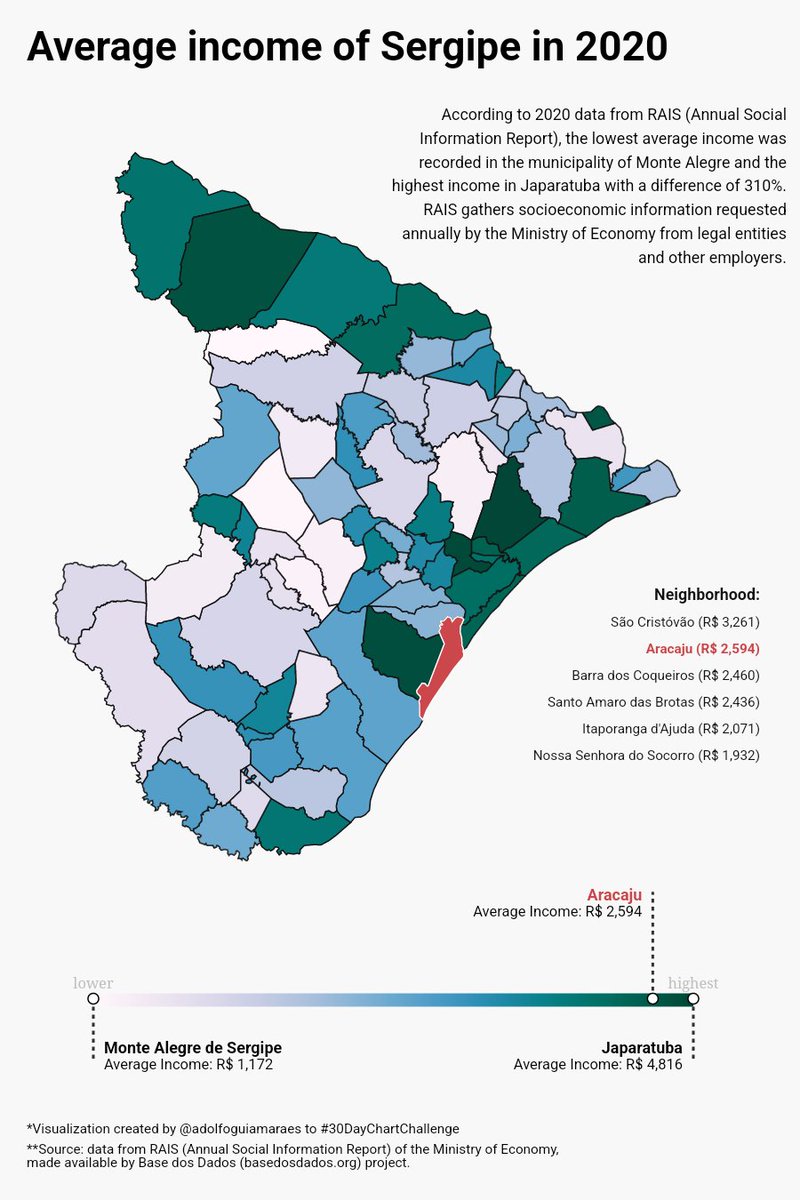 Average income of Sergipe in 2020
According to 2020 data from RAIS (Annual Social
Information Report), the lowest average income was
recorded in the municipality of Monte Alegre and the
highest income in Japaratuba with a difference of 310%.
RAIS gathers socioeconomic information requested
annually by the Ministry of Economy from legal entities
and other employers.
Neighborhood:
São Cristóvão (R$ 3,261)
Aracaju (R$ 2,594)
Barra dos Coqueiros (R$ 2,460)
Santo Amaro das Brotas (R$ 2,436)
Itaporanga d'Ajuda (R$ 2,071)
Nossa Senhora do Socorro (R$ 1,932)
Aracaju
Average Income: R$ 2,594
lower
highest
Monte Alegre de Sergipe
Average Income: R$ 1,172
Japaratuba
Average Income: R$ 4,816
*Visualization created by @adolfoguiamaraes to #30DayChartChallenge
**Source: data from RAIS (Annual Social Information Report) of the Ministry of Economy,
made available by Base dos Dados (basedosdados.org) project.